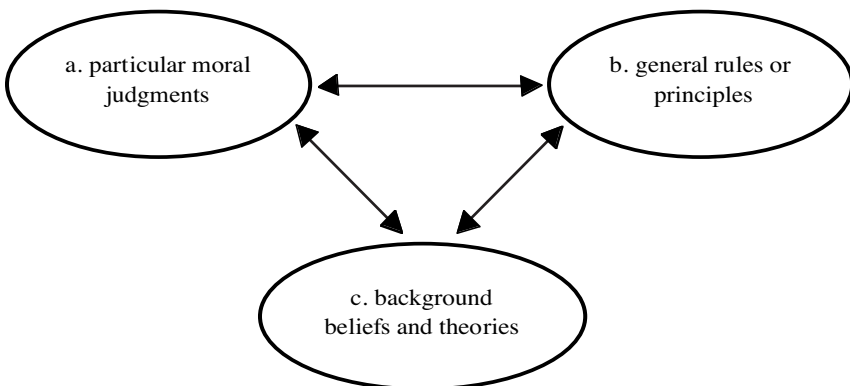 a. particular moral
judgments
b. general rules or
principles
c. background
beliefs and theories